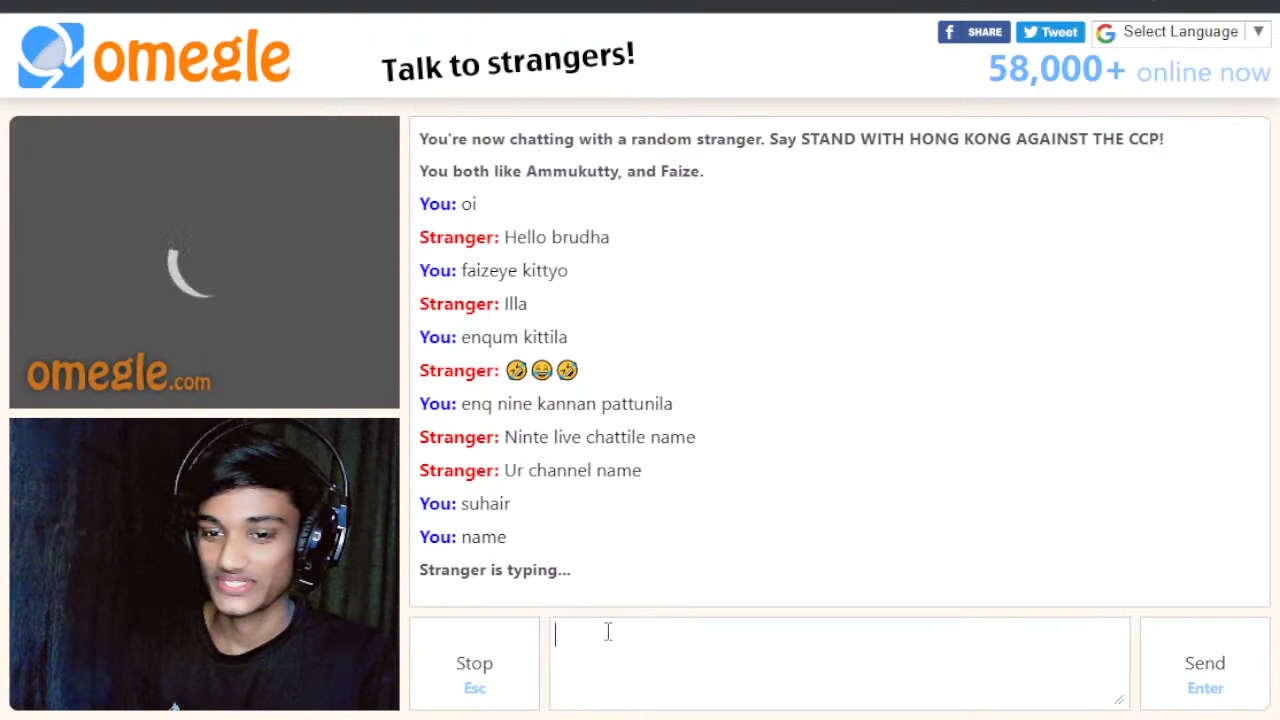 omegle
Talk to strangers!
f SHARE
Tweet
G Select Language ▼
58,000+ online now
omegle.com
You're now chatting with a random stranger. Say STAND WITH HONG KONG AGAINST THE CCP!
You both like Ammukutty, and Faize.
You: oi
Stranger: Hello brudha
You: faizeye kittyo
Stranger: Illa
You: enqum kittila
Stranger: 🤣😂🤣
You: enq nine kannan pattunila
Stranger: Ninte live chattile name
Stranger: Ur channel name
You: suhair
You: name
Stranger is typing...
Stop
Esc
Send
Enter